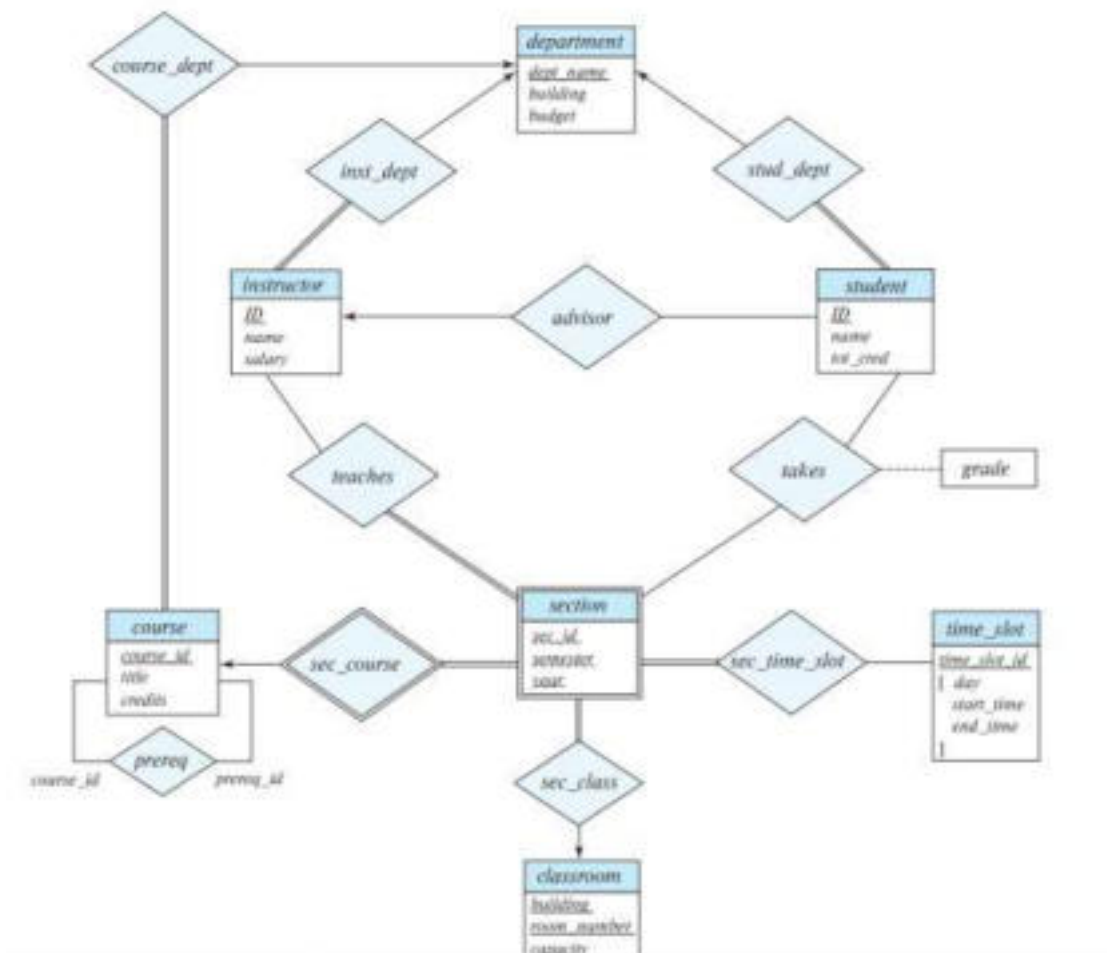 department
course_dept
dept_name
building
budget
inst_dept
stud_dept
instructor
ID
name
salary
advisor
student
ID
name
tot_cred
teaches
takes
grade
section
sec_id
semester
year
course
course_id
title
credits
sec_course
sec_time_slot
time_slot
time_slot_id
{ day
start_time
end_time
}
prereq
course_id
prereq_id
sec_class
classroom
building
room_number
capacity